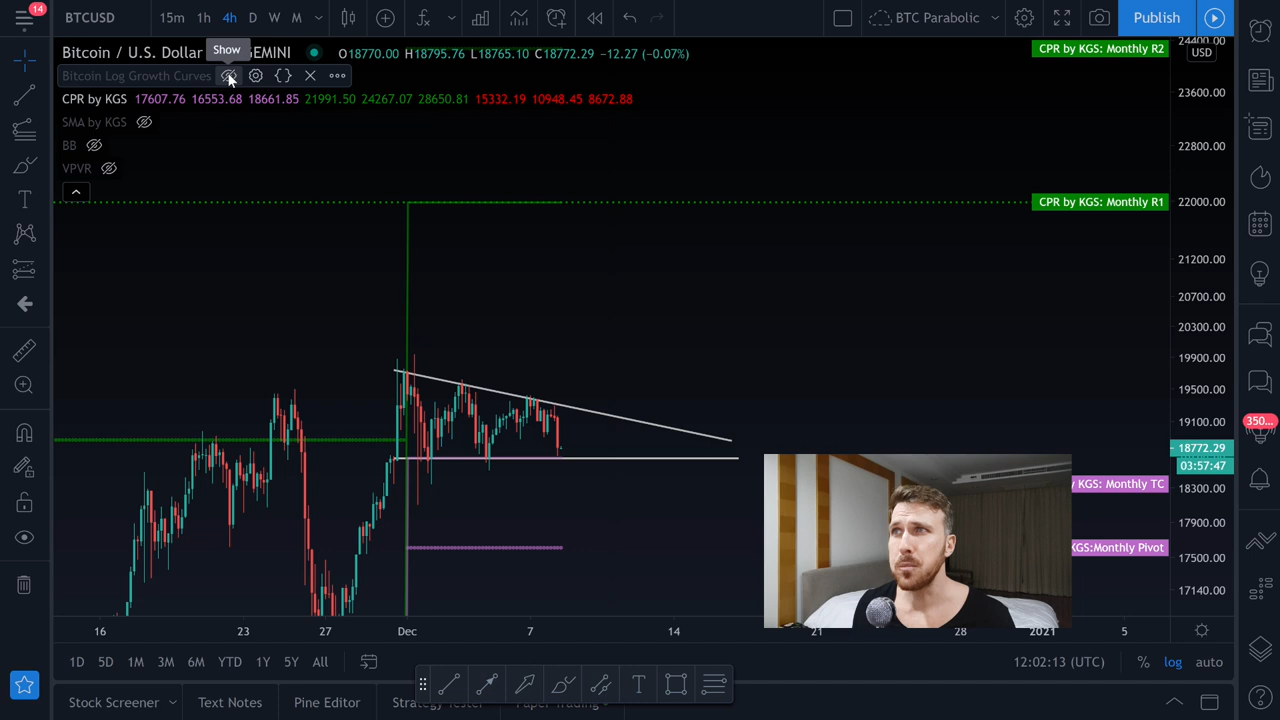 14
BTCUSD
15m 1h 4h D W M
BTC Parabolic
Publish
Bitcoin / U.S. Dollar
Show
EMINI
O18770.00 H18795.76 L18765.10 C18772.29 −12.27 (−0.07%)
CPR by KGS: Monthly R2
24400.00
USD
Bitcoin Log Growth Curves
CPR by KGS 17607.76 16553.68 18661.85 21991.50 24267.07 28650.81 15332.19 10948.45 8672.88
23600.00
SMA by KGS
BB
22800.00
VPVR
CPR by KGS: Monthly R1
22000.00
21200.00
20700.00
20300.00
19900.00
19500.00
19100.00
350...
18772.29
03:57:47
KGS: Monthly TC
18300.00
17900.00
KGS:Monthly Pivot
17500.00
17140.00
16 23 27 Dec 7 14 21 28 2021 5
1D 5D 1M 3M 6M YTD 1Y 5Y All
12:02:13 (UTC) % log auto
Stock Screener Text Notes Pine Editor Strategy Tester Paper Trading